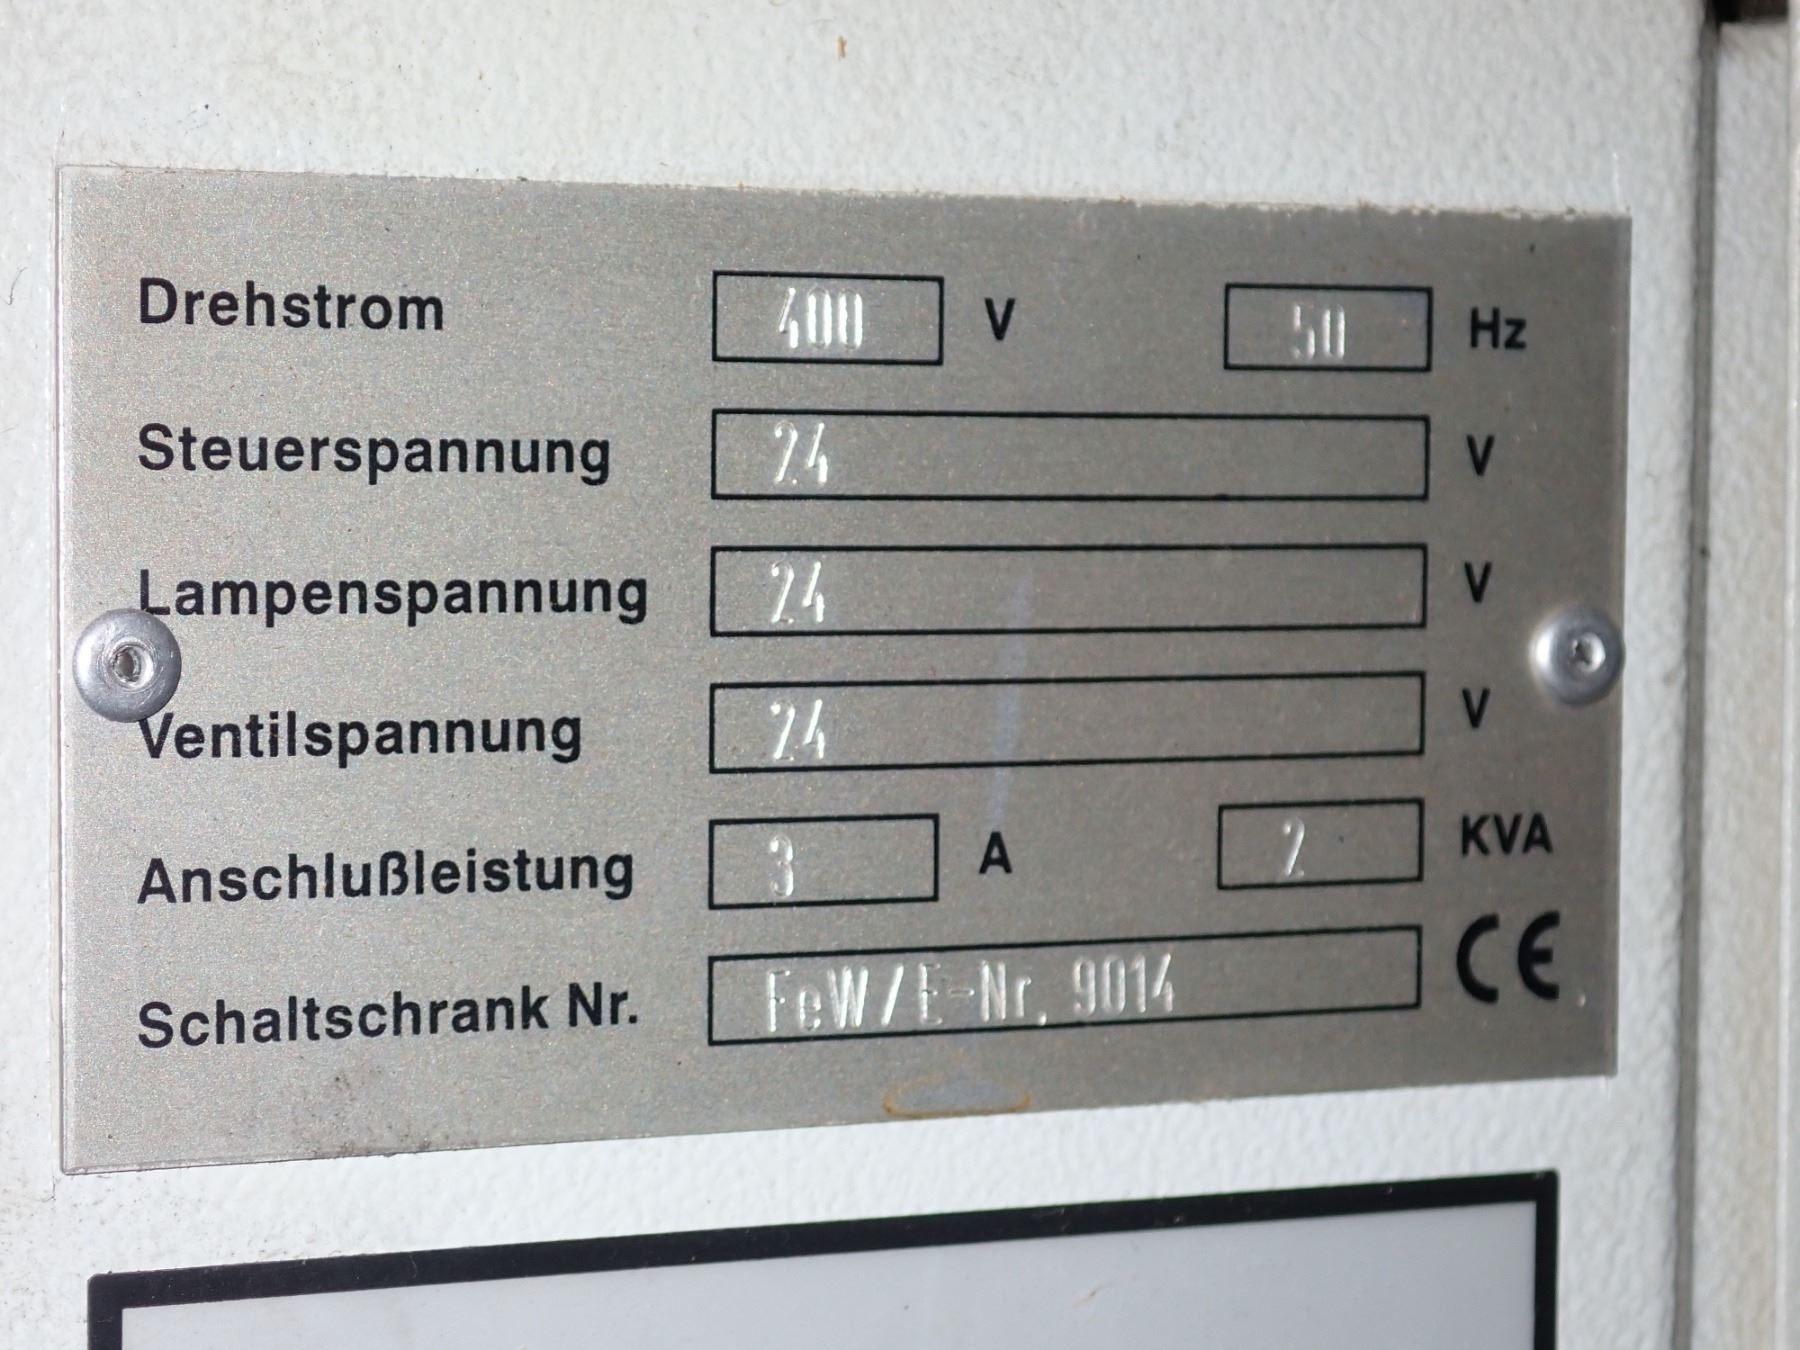 Drehstrom 400 V 50 Hz
Steuerspannung 24 V
Lampenspannung 24 V
Ventilspannung 24 V
Anschlußleistung 3 A 2 KVA
Schaltschrank Nr. FeW/E-Nr. 9014 CE